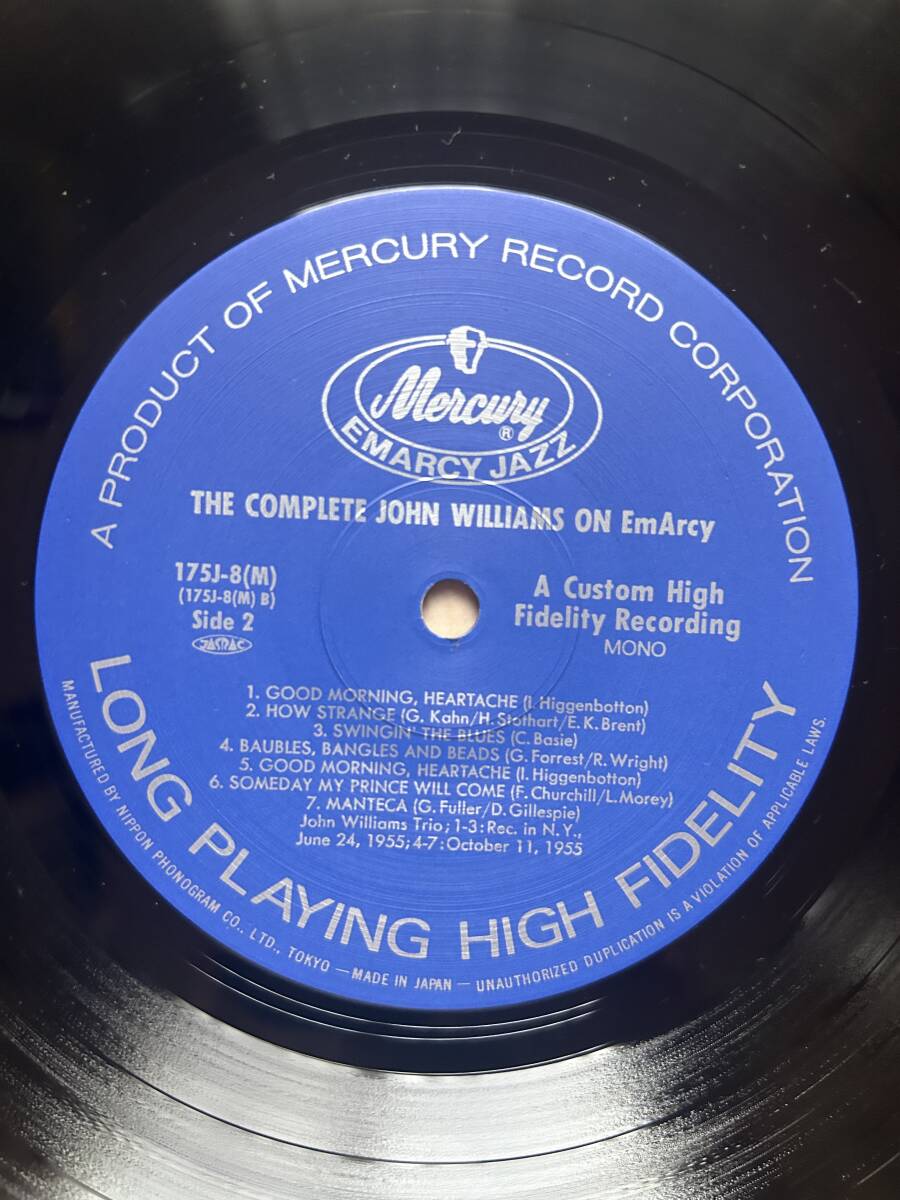 A PRODUCT OF MERCURY RECORD CORPORATION
Mercury
®
EMARCY JAZZ
THE COMPLETE JOHN WILLIAMS ON EmArcy
175J-8(M)
(175J-8(M) B)
Side 2
JASRAC
A Custom High
Fidelity Recording
MONO
1. GOOD MORNING, HEARTACHE (I. Higgenbotton)
2. HOW STRANGE (G. Kahn/H. Stothart/E. K. Brent)
3. SWINGIN' THE BLUES (C. Basie)
4. BAUBLES, BANGLES AND BEADS (G. Forrest/R. Wright)
5. GOOD MORNING, HEARTACHE (I. Higgenbotton)
6. SOMEDAY MY PRINCE WILL COME (F. Churchill/L. Morey)
7. MANTECA (G. Fuller/D. Gillespie)
John Williams Trio; 1-3: Rec. in N.Y.,
June 24, 1955; 4-7: October 11, 1955
LONG PLAYING HIGH FIDELITY
MANUFACTURED BY NIPPON PHONOGRAM CO., LTD., TOKYO — MADE IN JAPAN — UNAUTHORIZED DUPLICATION IS A VIOLATION OF APPLICABLE LAWS.